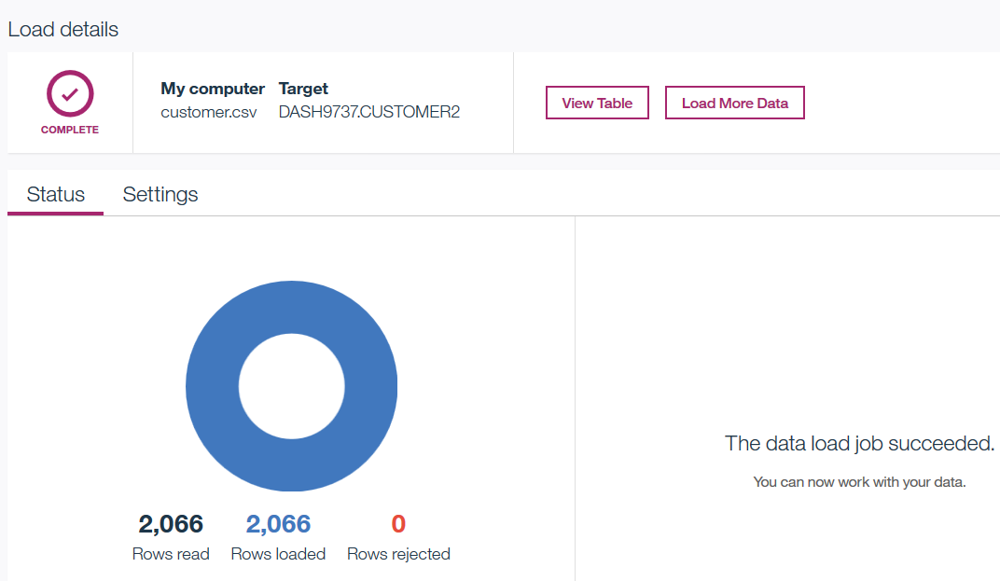 Load details
COMPLETE
My computer Target
customer.csv DASH9737.CUSTOMER2
View Table Load More Data
Status Settings
The data load job succeeded.
You can now work with your data.
2,066 2,066 0
Rows read Rows loaded Rows rejected